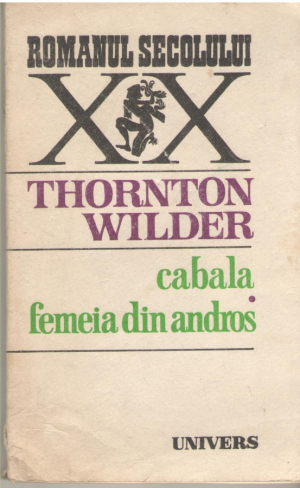 ROMANUL SECOLULUI
XX
THORNTON
WILDER
cabala
femeia din andros
UNIVERS